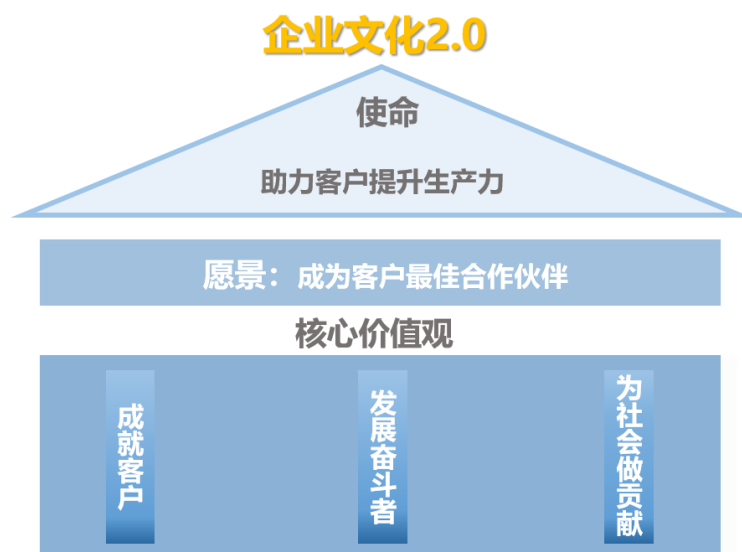 企业文化2.0
使命
助力客户提升生产力
愿景：成为客户最佳合作伙伴
核心价值观
成就客户
发展奋斗者
为社会做贡献